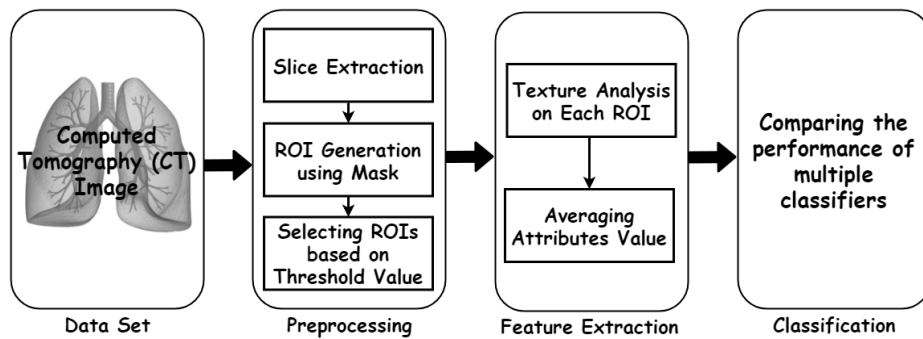 Computed
Tomography (CT)
Image
Data Set
Slice Extraction
ROI Generation
using Mask
Selecting ROIs
based on
Threshold Value
Preprocessing
Texture Analysis
on Each ROI
Averaging
Attributes Value
Feature Extraction
Comparing the
performance of
multiple
classifiers
Classification